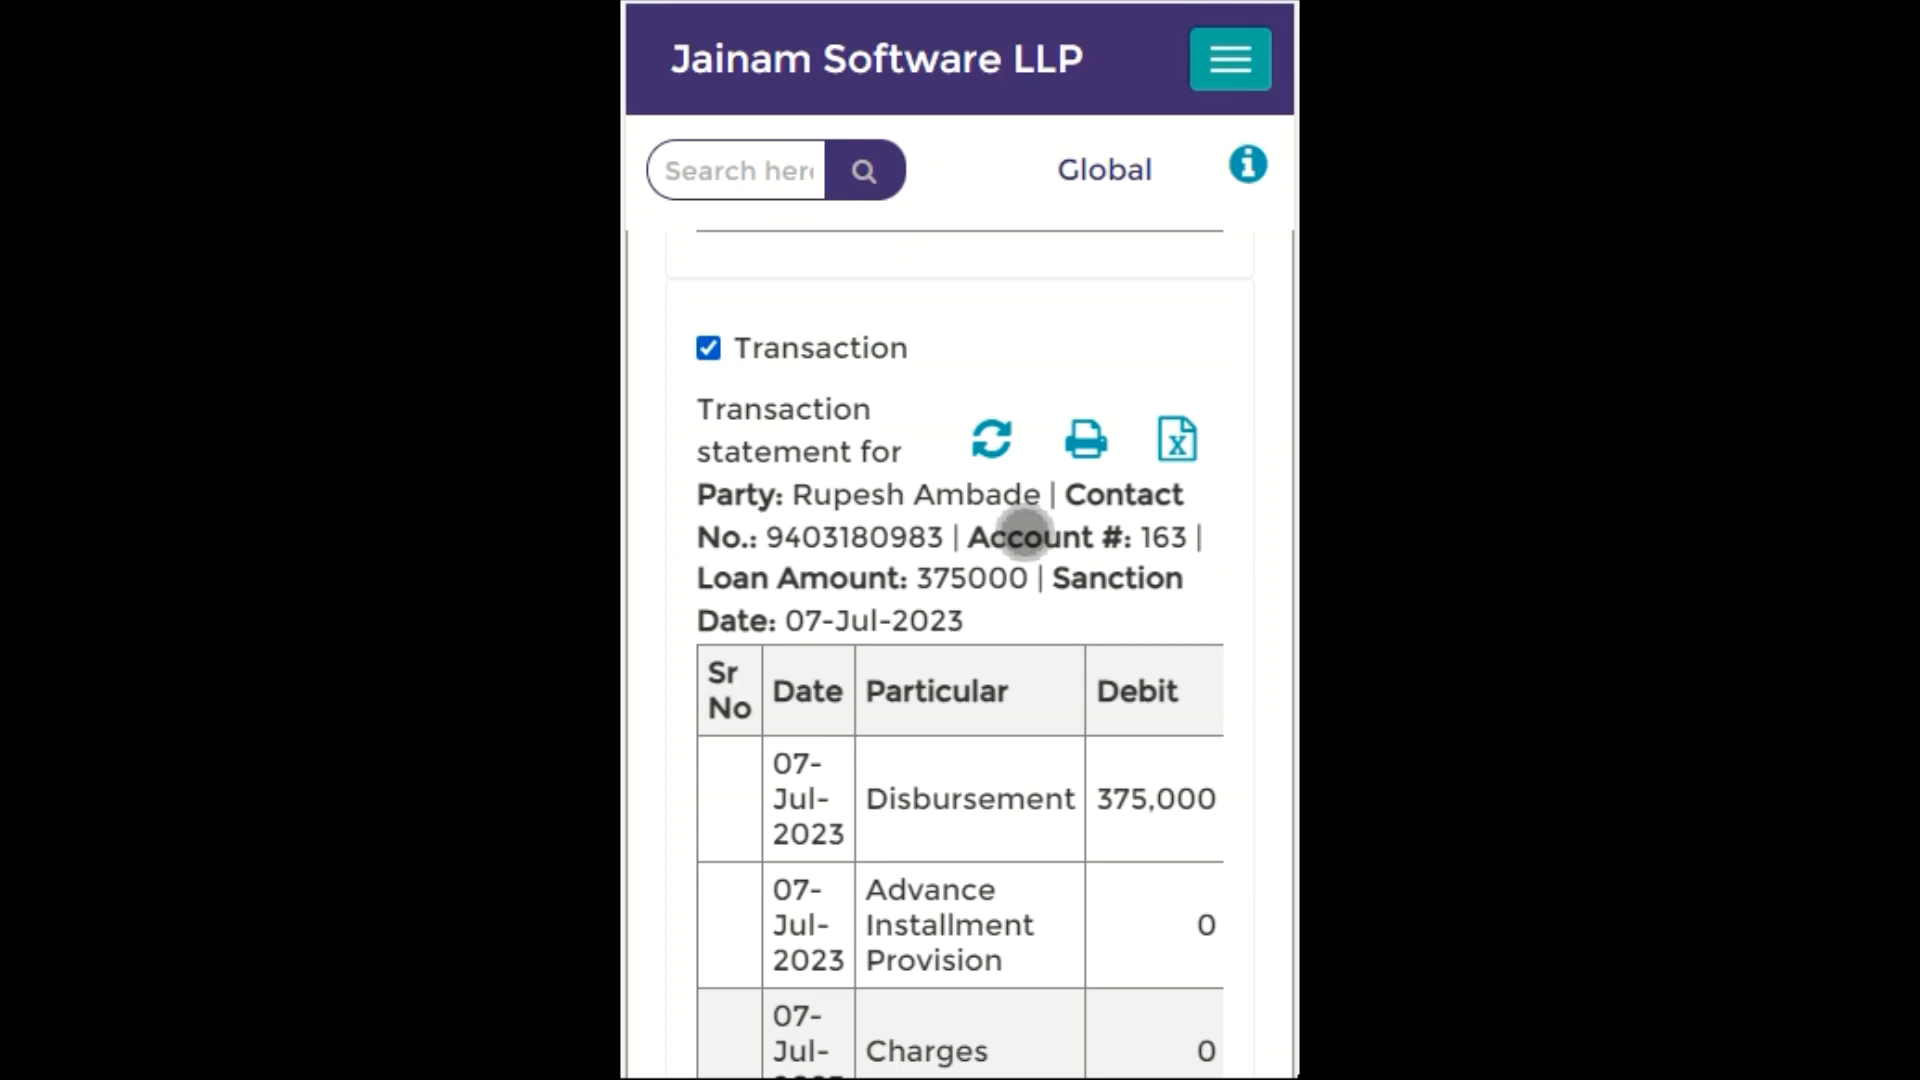 Jainam Software LLP
Search here
Global
Transaction
Transaction
statement for
Party: Rupesh Ambade | Contact
No.: 9403180983 | Account #: 163 |
Loan Amount: 375000 | Sanction
Date: 07-Jul-2023
Sr No Date Particular Debit
07-Jul-2023 Disbursement 375,000
07-Jul-2023 Advance Installment Provision 0
07-Jul- Charges 0